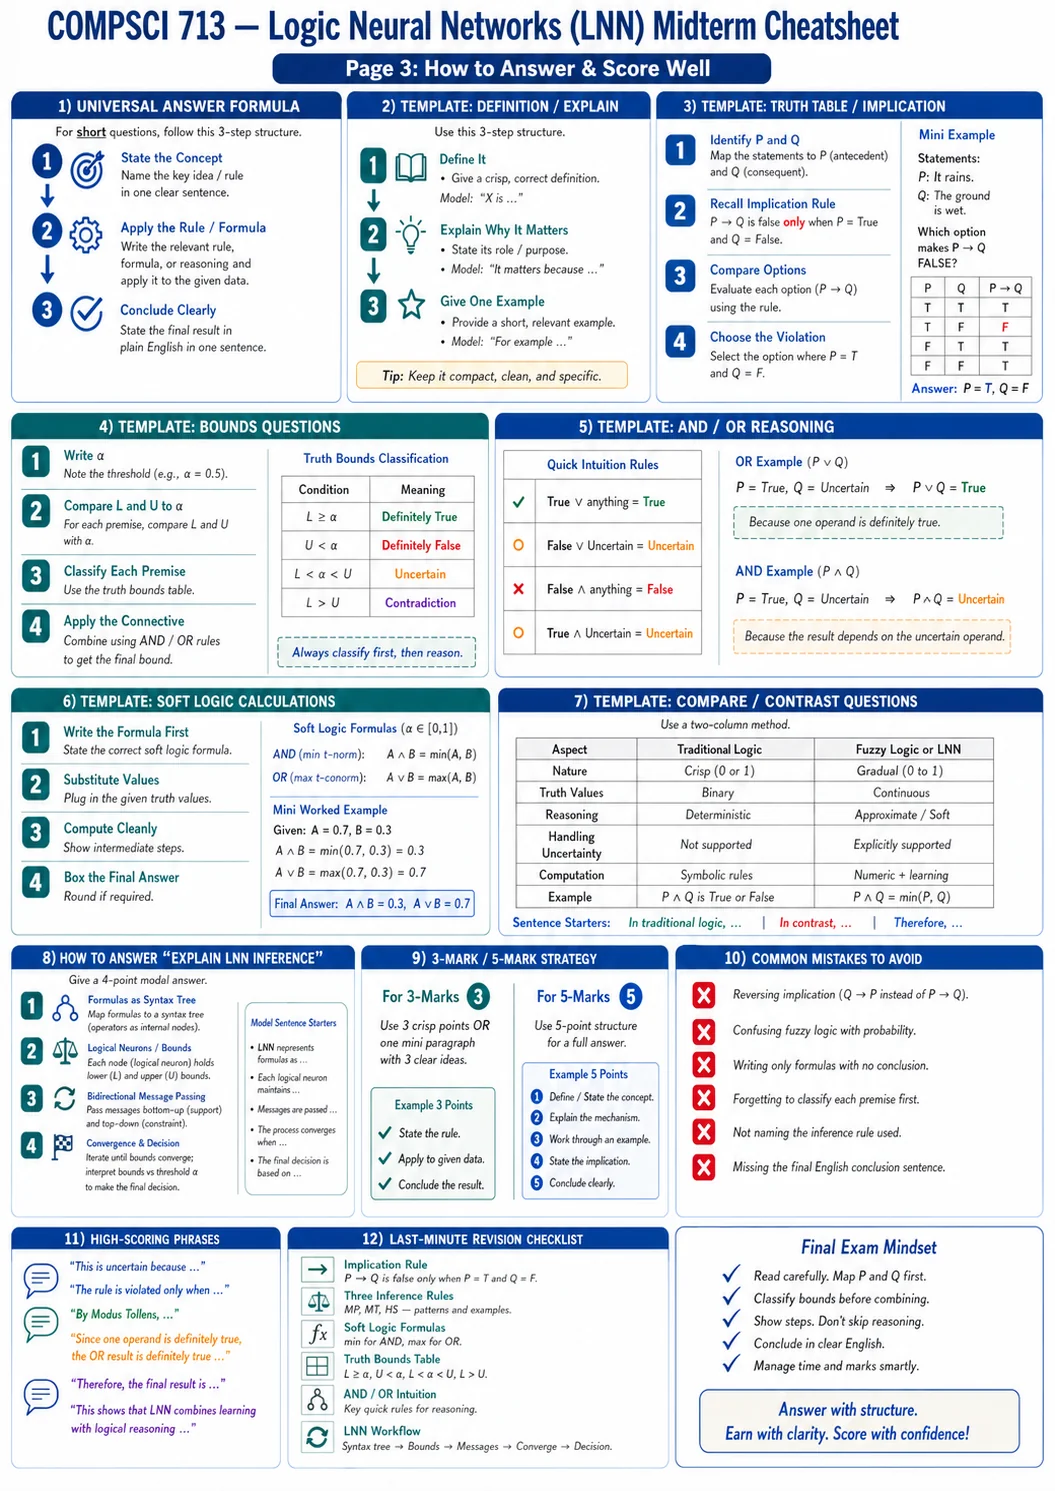 COMPSCI 713 — Logic Neural Networks (LNN) Midterm Cheatsheet
Page 3: How to Answer & Score Well
1) UNIVERSAL ANSWER FORMULA
For short questions, follow this 3-step structure.
1
State the Concept
Name the key idea / rule
in one clear sentence.
2
Apply the Rule / Formula
Write the relevant rule,
formula, or reasoning and
apply it to the given data.
3
Conclude Clearly
State the final result in
plain English in one sentence.
2) TEMPLATE: DEFINITION / EXPLAIN
Use this 3-step structure.
1
Define It
• Give a crisp, correct definition.
Model: "X is ..."
2
Explain Why It Matters
• State its role / purpose.
• Model: "It matters because ..."
3
Give One Example
• Provide a short, relevant example.
• Model: "For example ..."
Tip: Keep it compact, clean, and specific.
3) TEMPLATE: TRUTH TABLE / IMPLICATION
1
Identify P and Q
Map the statements to P (antecedent)
and Q (consequent).
2
Recall Implication Rule
P → Q is false only when P = True
and Q = False.
3
Compare Options
Evaluate each option (P → Q)
using the rule.
4
Choose the Violation
Select the option where P = T
and Q = F.
Mini Example
Statements:
P: It rains.
Q: The ground
is wet.
Which option
makes P → Q
FALSE?
P Q P → Q
T T T
T F F
F T T
F F T
Answer: P = T, Q = F
4) TEMPLATE: BOUNDS QUESTIONS
1
Write α
Note the threshold (e.g., α = 0.5).
2
Compare L and U to α
For each premise, compare L and U
with α.
3
Classify Each Premise
Use the truth bounds table.
4
Apply the Connective
Combine using AND / OR rules
to get the final bound.
Truth Bounds Classification
Condition Meaning
L ≥ α Definitely True
U < α Definitely False
L < α < U Uncertain
L > U Contradiction
Always classify first, then reason.
5) TEMPLATE: AND / OR REASONING
Quick Intuition Rules
True ∨ anything = True
False ∨ Uncertain = Uncertain
False ∧ anything = False
True ∧ Uncertain = Uncertain
OR Example (P ∨ Q)
P = True, Q = Uncertain ⇒ P ∨ Q = True
Because one operand is definitely true.
AND Example (P ∧ Q)
P = True, Q = Uncertain ⇒ P ∧ Q = Uncertain
Because the result depends on the uncertain operand.
6) TEMPLATE: SOFT LOGIC CALCULATIONS
1
Write the Formula First
State the correct soft logic formula.
2
Substitute Values
Plug in the given truth values.
3
Compute Cleanly
Show intermediate steps.
4
Box the Final Answer
Round if required.
Soft Logic Formulas (α ∈ [0,1])
AND (min t-norm): A ∧ B = min(A, B)
OR (max t-conorm): A ∨ B = max(A, B)
Mini Worked Example
Given: A = 0.7, B = 0.3
A ∧ B = min(0.7, 0.3) = 0.3
A ∨ B = max(0.7, 0.3) = 0.7
Final Answer: A ∧ B = 0.3, A ∨ B = 0.7
7) TEMPLATE: COMPARE / CONTRAST QUESTIONS
Use a two-column method.
Aspect Traditional Logic Fuzzy Logic or LNN
Nature Crisp (0 or 1) Gradual (0 to 1)
Truth Values Binary Continuous
Reasoning Deterministic Approximate / Soft
Handling
Uncertainty Not supported Explicitly supported
Computation Symbolic rules Numeric + learning
Example P ∧ Q is True or False P ∧ Q = min(P, Q)
Sentence Starters: In traditional logic, ... | In contrast, ... | Therefore, ...
8) HOW TO ANSWER "EXPLAIN LNN INFERENCE"
Give a 4-point modal answer.
1
Formulas as Syntax Tree
Map formulas to a syntax tree
(operators as internal nodes).
2
Logical Neurons / Bounds
Each node (logical neuron) holds
lower (L) and upper (U) bounds.
3
Bidirectional Message Passing
Pass messages bottom-up (support)
and top-down (constraint).
4
Convergence & Decision
Iterate until bounds converge;
interpret bounds vs threshold α
to make the final decision.
Model Sentence Starters
• LNN represents
formulas as ...
• Each logical neuron
maintains ...
• Messages are passed ...
• The process converges
when ...
• The final decision is
based on ...
9) 3-MARK / 5-MARK STRATEGY
For 3-Marks 3
Use 3 crisp points OR
one mini paragraph
with 3 clear ideas.
Example 3 Points
State the rule.
Apply to given data.
Conclude the result.
For 5-Marks 5
Use 5-point structure
for a full answer.
Example 5 Points
1 Define / State the concept.
2 Explain the mechanism.
3 Work through an example.
4 State the implication.
5 Conclude clearly.
10) COMMON MISTAKES TO AVOID
Reversing implication (Q → P instead of P → Q).
Confusing fuzzy logic with probability.
Writing only formulas with no conclusion.
Forgetting to classify each premise first.
Not naming the inference rule used.
Missing the final English conclusion sentence.
11) HIGH-SCORING PHRASES
"This is uncertain because ..."
"The rule is violated only when ..."
"By Modus Tollens, ..."
"Since one operand is definitely true,
the OR result is definitely true ..."
"Therefore, the final result is ..."
"This shows that LNN combines learning
with logical reasoning ..."
12) LAST-MINUTE REVISION CHECKLIST
→ Implication Rule
P → Q is false only when P = T and Q = F.
Three Inference Rules
MP, MT, HS — patterns and examples.
fx Soft Logic Formulas
min for AND, max for OR.
Truth Bounds Table
L ≥ α, U < α, L < α < U, L > U.
AND / OR Intuition
Key quick rules for reasoning.
LNN Workflow
Syntax tree → Bounds → Messages → Converge → Decision.
Final Exam Mindset
Read carefully. Map P and Q first.
Classify bounds before combining.
Show steps. Don't skip reasoning.
Conclude in clear English.
Manage time and marks smartly.
Answer with structure.
Earn with clarity. Score with confidence!